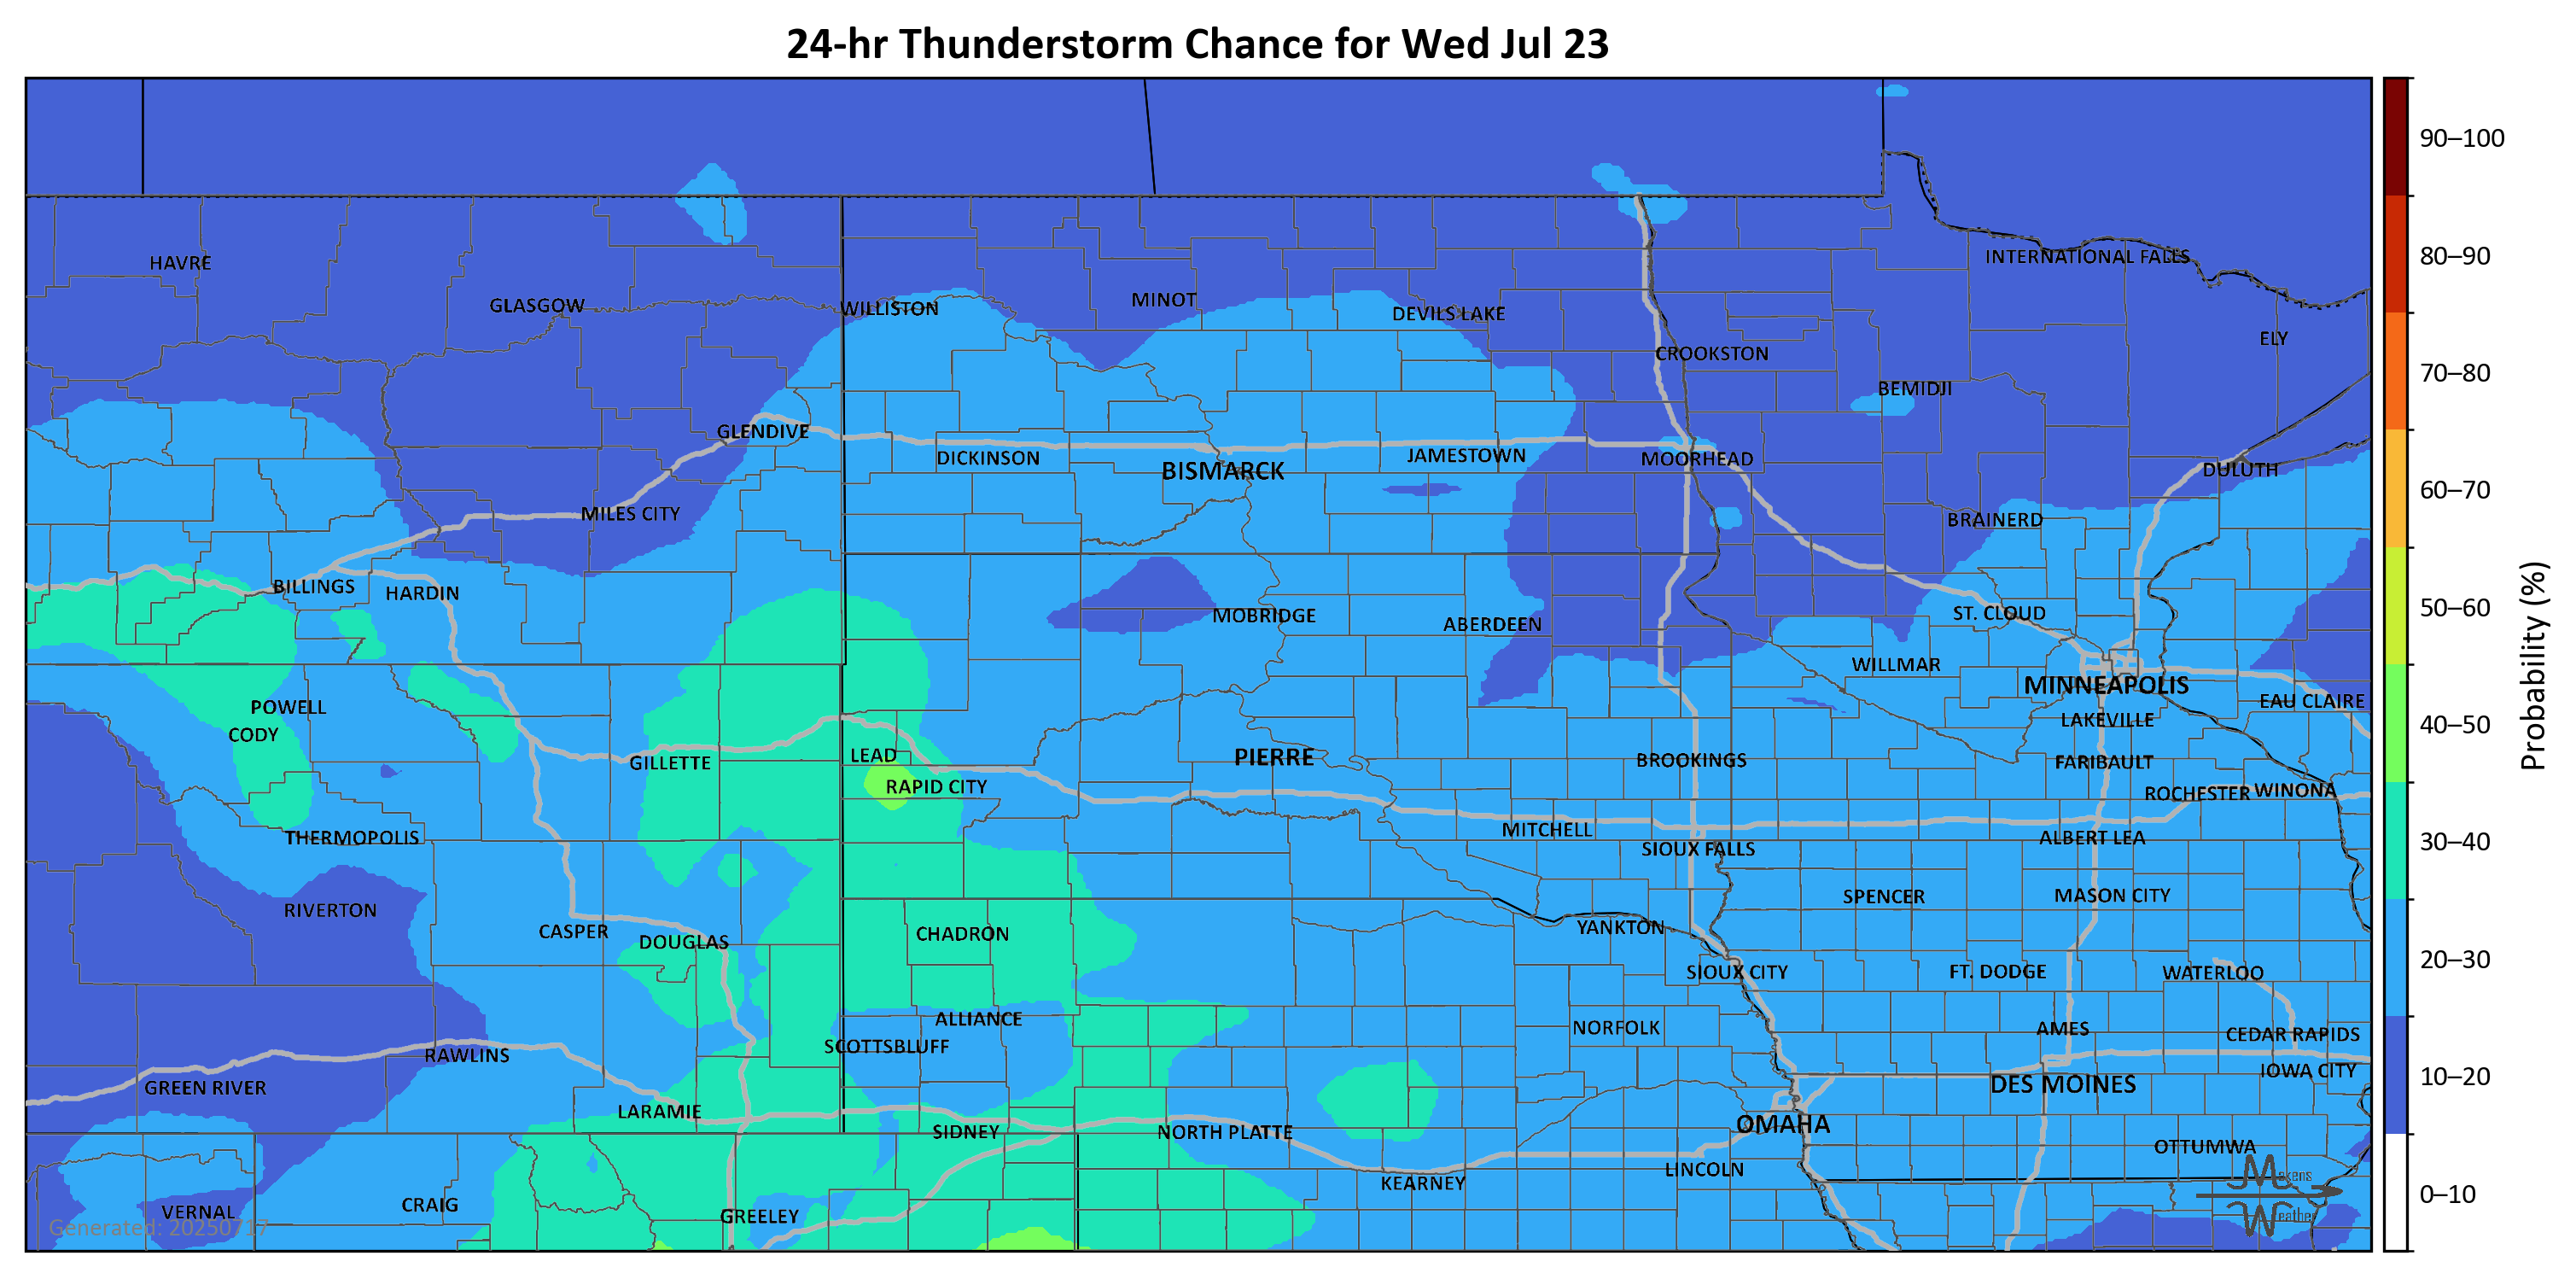 24-hr Thunderstorm Chance for Wed Jul 23
90–100
80–90
70–80
60–70
50–60
40–50
30–40
20–30
10–20
0–10
Probability (%)
HAVRE
INTERNATIONAL FALLS
GLASGOW
WILLISTON
MINOT
DEVILS LAKE
ELY
CROOKSTON
BEMIDJI
GLENDIVE
DICKINSON
BISMARCK
JAMESTOWN
MOORHEAD
DULUTH
MILES CITY
BRAINERD
BILLINGS
HARDIN
MOBRIDGE
ABERDEEN
ST. CLOUD
WILLMAR
MINNEAPOLIS
POWELL
EAU CLAIRE
CODY
LAKEVILLE
LEAD
GILLETTE
PIERRE
BROOKINGS
FARIBAULT
RAPID CITY
ROCHESTER
WINONA
THERMOPOLIS
MITCHELL
ALBERT LEA
SIOUX FALLS
RIVERTON
SPENCER
MASON CITY
CASPER
DOUGLAS
CHADRON
YANKTON
SIOUX CITY
FT. DODGE
WATERLOO
ALLIANCE
NORFOLK
AMES
CEDAR RAPIDS
SCOTTSBLUFF
RAWLINS
GREEN RIVER
DES MOINES
IOWA CITY
LARAMIE
SIDNEY
NORTH PLATTE
OMAHA
OTTUMWA
LINCOLN
KEARNEY
VERNAL
CRAIG
GREELEY
Generated: 20250717
Makens
Weather